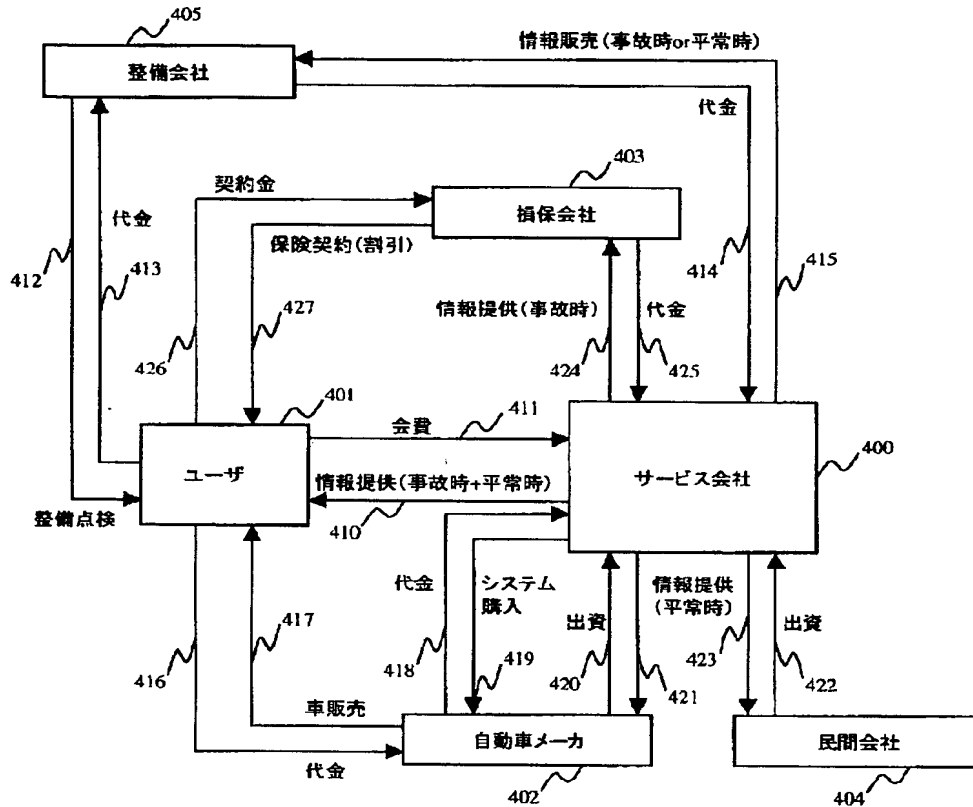 405
情報販売(事故時or平常時)
整備会社
代金
403
契約金
損保会社
代金
保険契約(割引)
412
413
414
415
427
情報提供(事故時)
代金
426
424
425
401
会費
411
ユーザ
サービス会社
400
情報提供(事故時+平常時)
410
整備点検
代金
システム
購入
情報提供
(平常時)
出資
出資
417
416
418
419
420
421
423
422
車販売
自動車メーカ
民間会社
代金
402
404